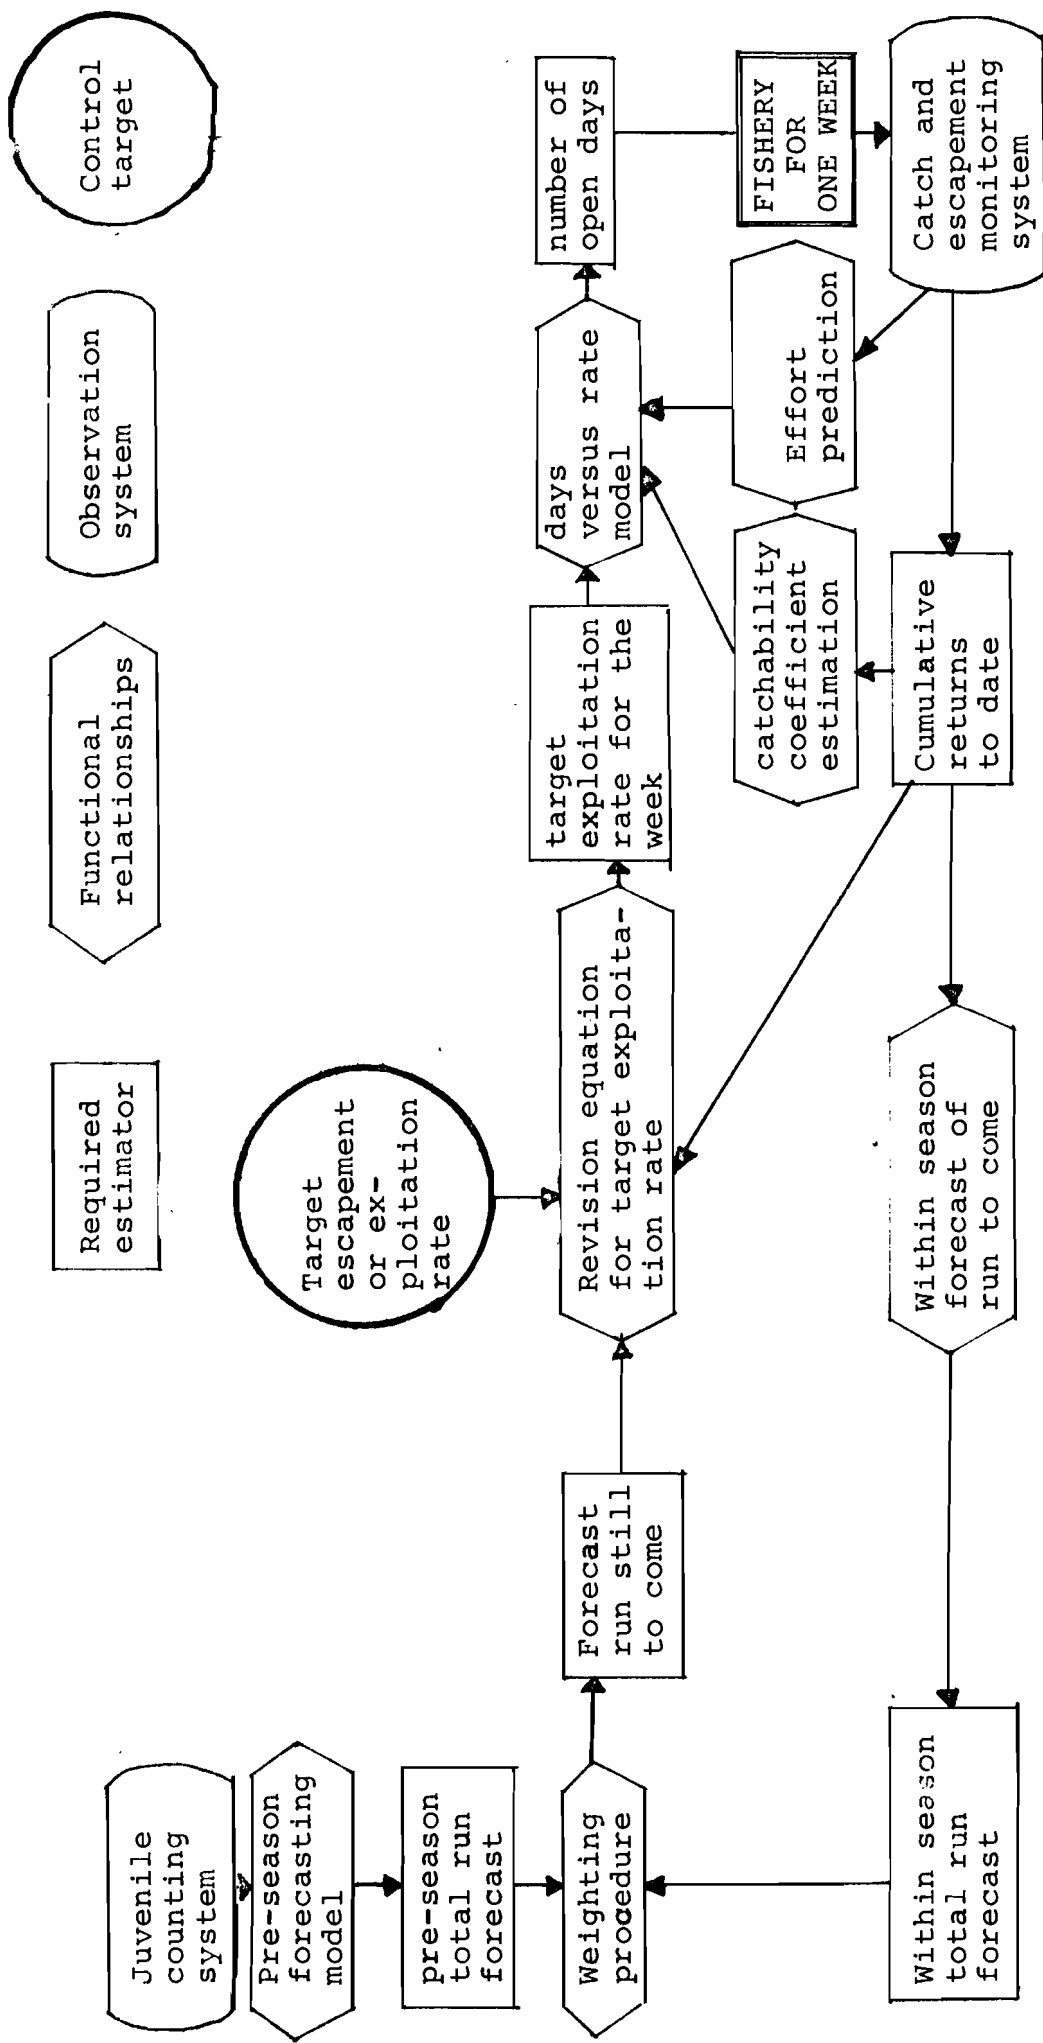 Required
estimator
Functional
relationships
Observation
system
Control
target
Juvenile
counting
system
Pre-season
forecasting
model
pre-season
total run
forecast
Weighting
procedure
Forecast
run still
to come
Target
escapement
or ex-
ploitation
rate
Revision equation
for target exploita-
tion rate
target
exploitation
rate for the
week
days
versus rate
model
number of
open days
FISHERY
FOR
ONE WEEK
Effort
prediction
catchability
coefficient
estimation
Catch and
escapement
monitoring
system
Cumulative
returns
to date
Within season
forecast of
run to come
Within season
total run
forecast